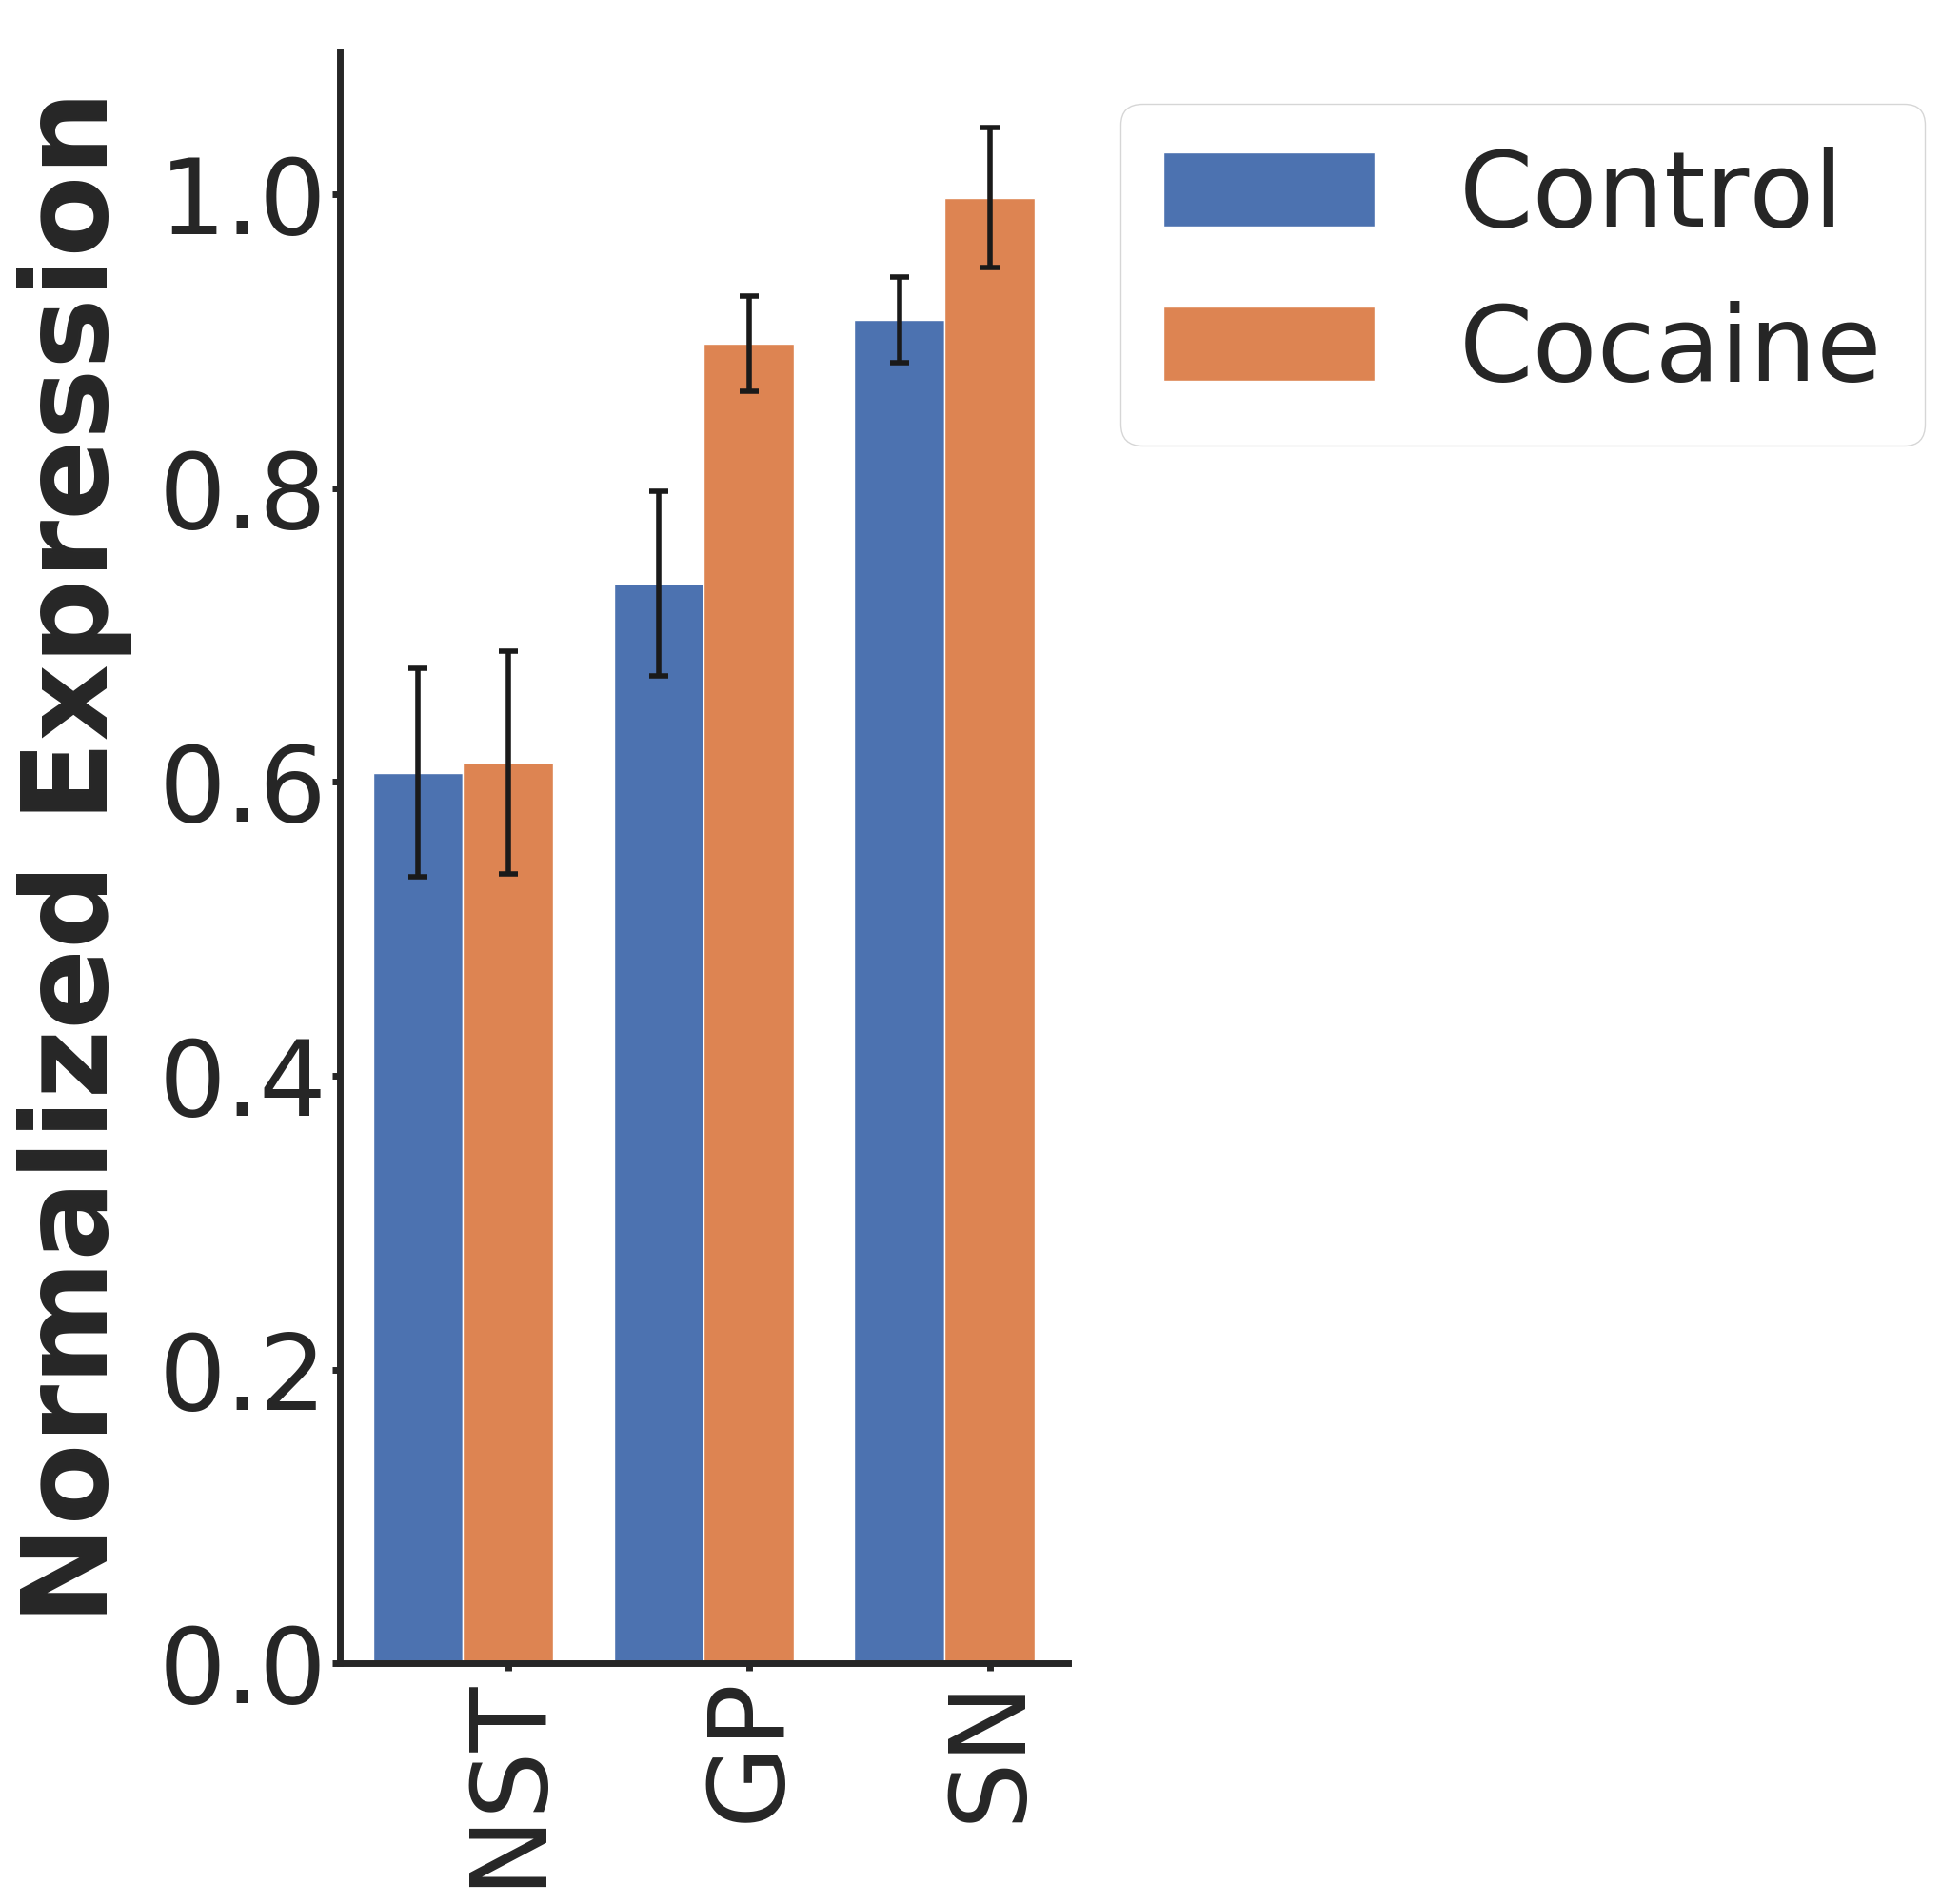 Normalized Expression
1.0
0.8
0.6
0.4
0.2
0.0
NST
GP
SN
Control
Cocaine